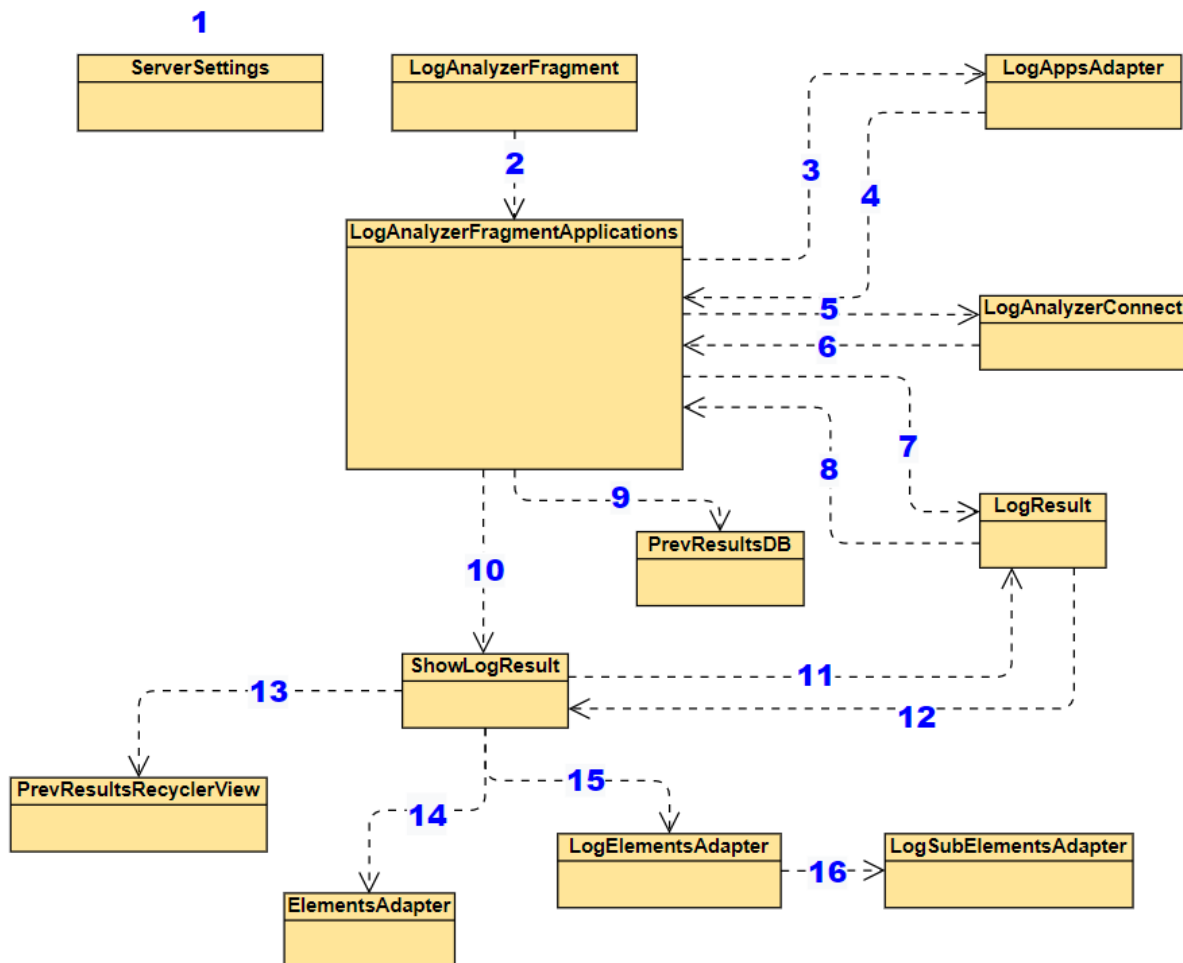 1
ServerSettings
LogAnalyzerFragment
LogAppsAdapter
2
3
4
LogAnalyzerFragmentApplications
5
LogAnalyzerConnect
6
7
8
9
LogResult
PrevResultsDB
10
ShowLogResult
11
12
13
PrevResultsRecyclerView
14
15
LogElementsAdapter
16
LogSubElementsAdapter
ElementsAdapter